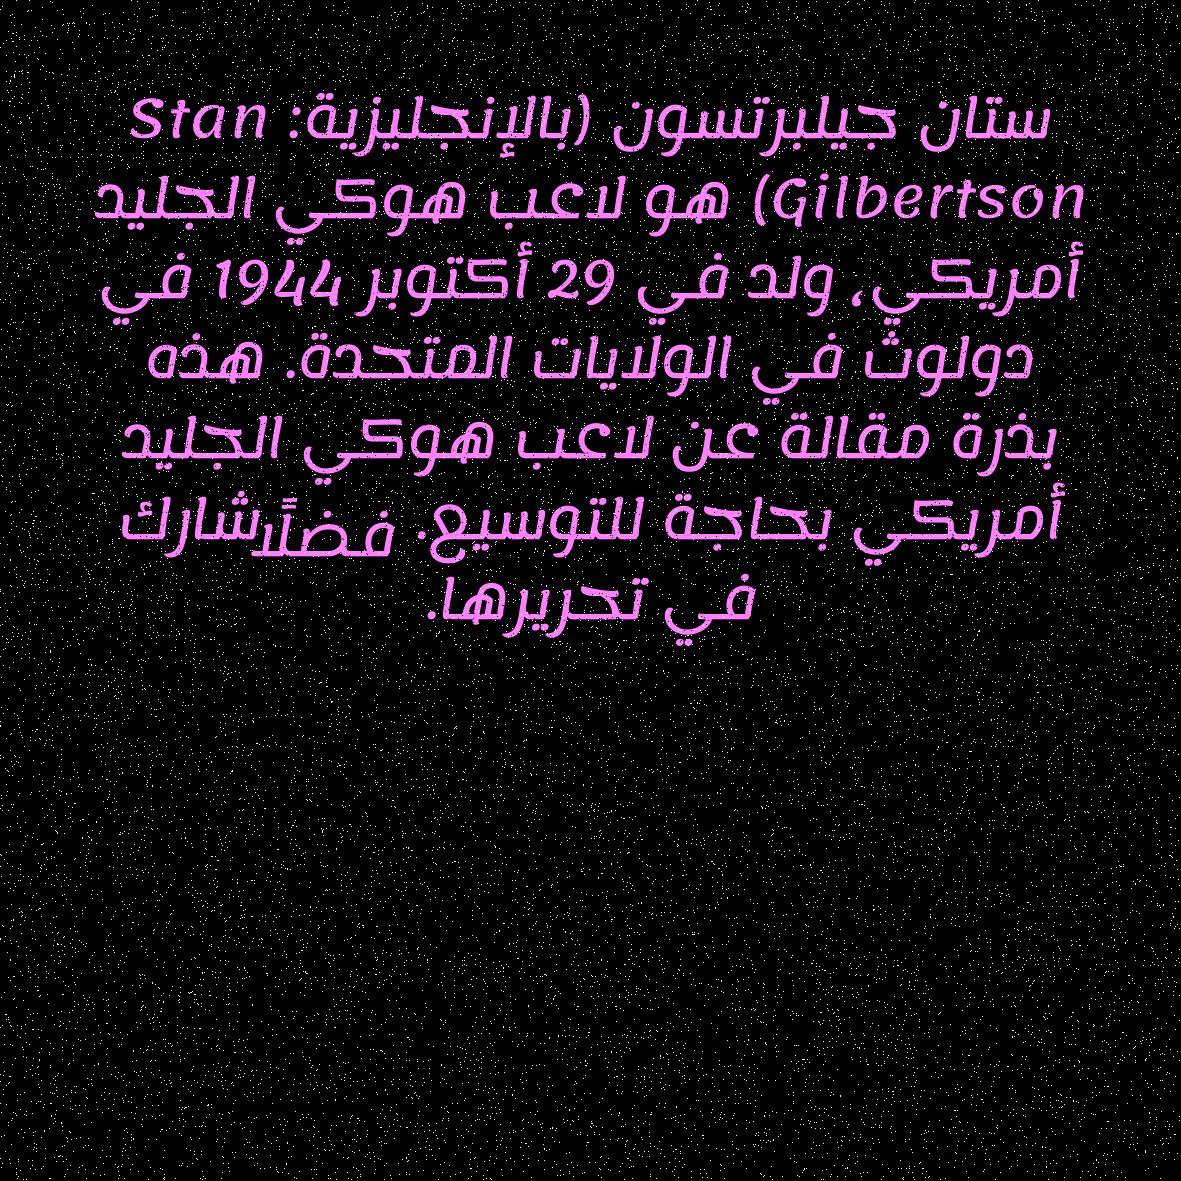 ستان جيلبرتسون (بالإنجليزية: Stan
Gilbertson) هو لاعب هوكي الجليد
أمريكي، ولد في 29 أكتوبر 1944 في
دولوث في الولايات المتحدة. هذه
بذرة مقالة عن لاعب هوكي الجليد
أمريكي بحاجة للتوسيع. فضلًا شارك
في تحريرها.